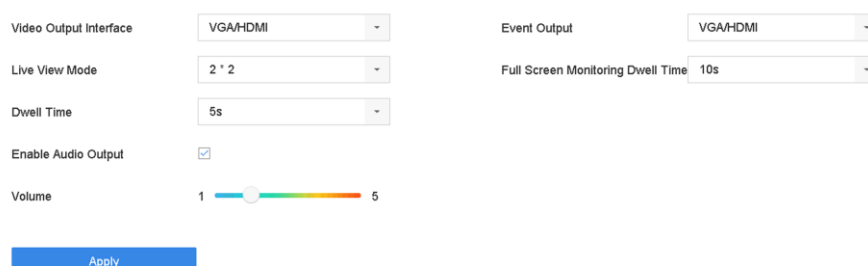 Video Output Interface VGA/HDMI Event Output VGA/HDMI
Live View Mode 2 * 2 Full Screen Monitoring Dwell Time 10s
Dwell Time 5s
Enable Audio Output
Volume 1 5
Apply